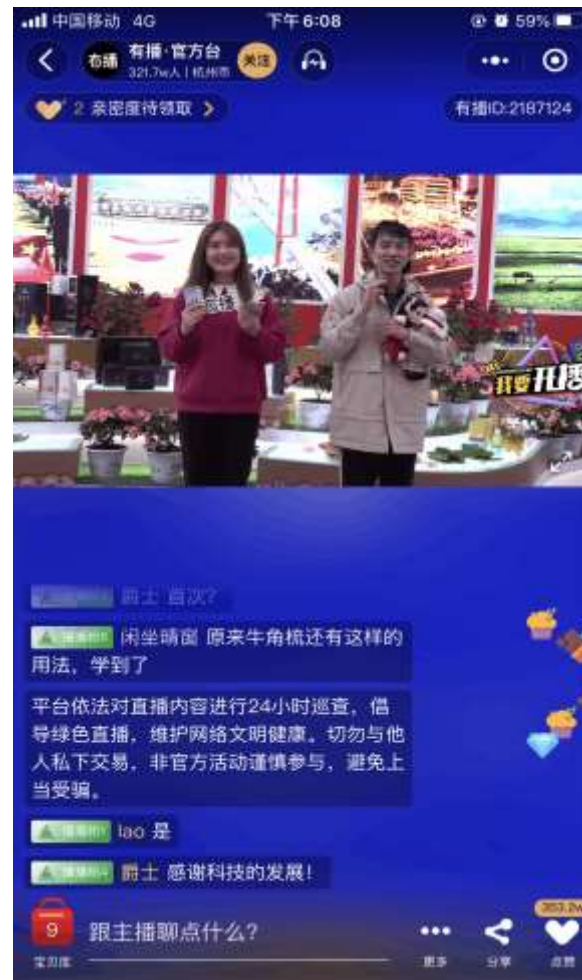 中国移动 4G 下午6:08 59%
有播 有播·官方台 关注
321.7w人 | 杭州市
2 亲密度待领取 > 有播ID:2187124
我要开播
爵士 首次?
闲坐晴窗 原来牛角梳还有这样的
用法，学到了
平台依法对直播内容进行24小时巡查，倡
导绿色直播，维护网络文明健康。切勿与他
人私下交易，非官方活动谨慎参与，避免上
当受骗。
lao 是
爵士 感谢科技的发展!
353.2w
9 跟主播聊点什么?
宝贝库 更多 分享 点赞